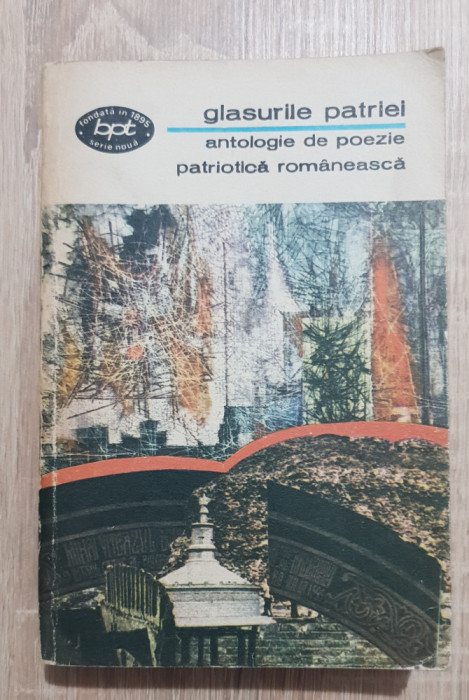 fondată în 1895
bpt
serie nouă
glasurile patriei
antologie de poezie
patriotică românească